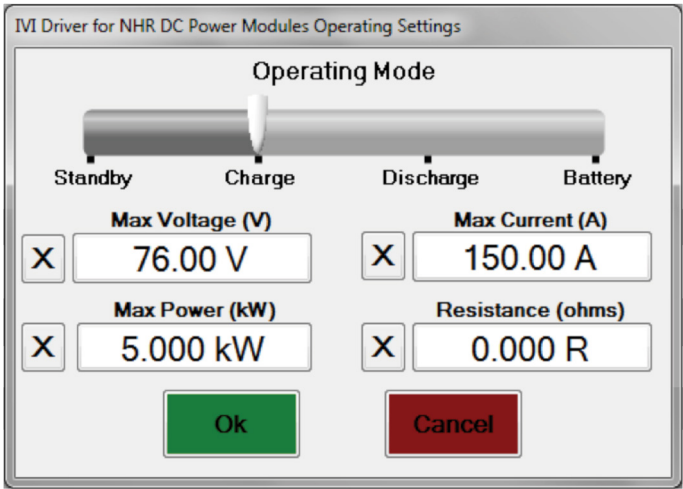 IVI Driver for NHR DC Power Modules Operating Settings
Operating Mode
Standby Charge Discharge Battery
Max Voltage (V) Max Current (A)
X 76.00 V X 150.00 A
Max Power (kW) Resistance (ohms)
X 5.000 kW X 0.000 R
Ok Cancel